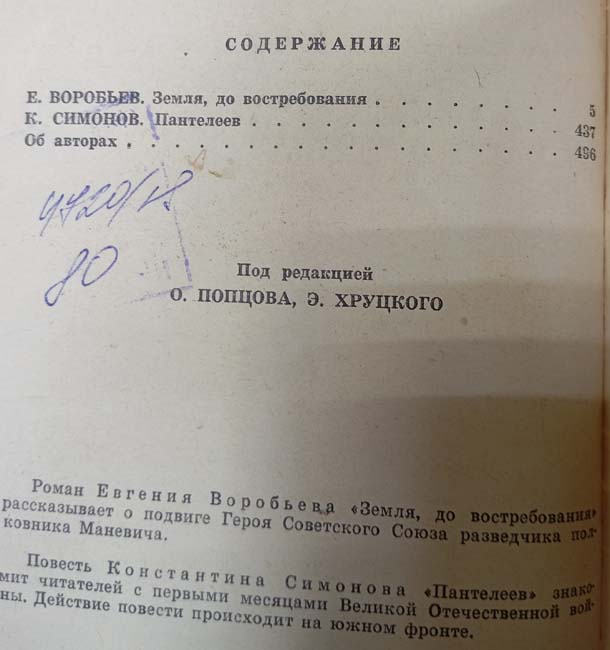 СОДЕРЖАНИЕ
Е. ВОРОБЬЕВ. Земля, до востребования . . . . . . . . . . 5
К. СИМОНОВ. Пантелеев . . . . . . . . . . . . . . . 437
Об авторах . . . . . . . . . . . . . . . . . . . 496
80
Под редакцией
О. ПОПЦОВА, Э. ХРУЦКОГО
Роман Евгения Воробьева «Земля, до востребования»
рассказывает о подвиге Героя Советского Союза разведчика пол-
ковника Маневича.
Повесть Константина Симонова «Пантелеев» знако-
мит читателей с первыми месяцами Великой Отечественной вой-
ны. Действие повести происходит на южном фронте.